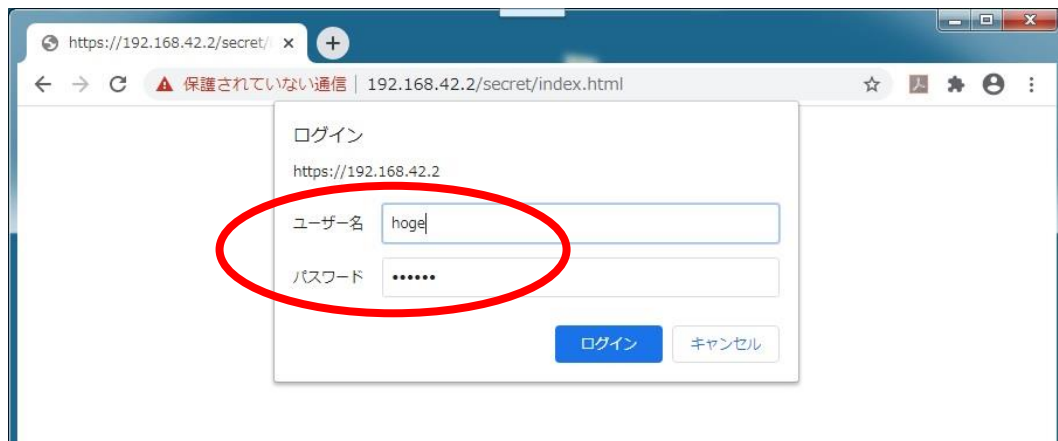 https://192.168.42.2/secret/
保護されていない通信 | 192.168.42.2/secret/index.html
ログイン
https://192.168.42.2
ユーザー名 hoge
パスワード ••••••
ログイン キャンセル